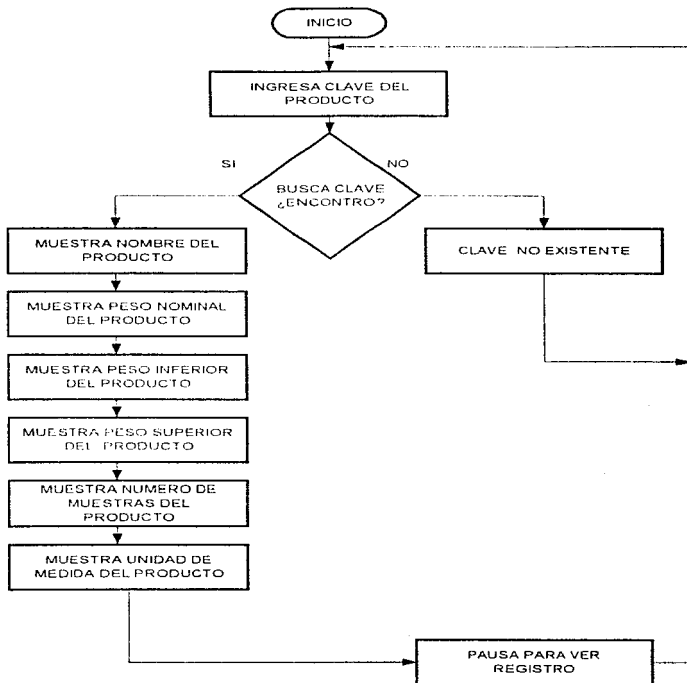 INICIO
INGRESA CLAVE DEL
PRODUCTO
SI
NO
BUSCA CLAVE
¿ENCONTRO?
MUESTRA NOMBRE DEL
PRODUCTO
CLAVE NO EXISTENTE
MUESTRA PESO NOMINAL
DEL PRODUCTO
MUESTRA PESO INFERIOR
DEL PRODUCTO
MUESTRA PESO SUPERIOR
DEL PRODUCTO
MUESTRA NUMERO DE
MUESTRAS DEL
PRODUCTO
MUESTRA UNIDAD DE
MEDIDA DEL PRODUCTO
PAUSA PARA VER
REGISTRO